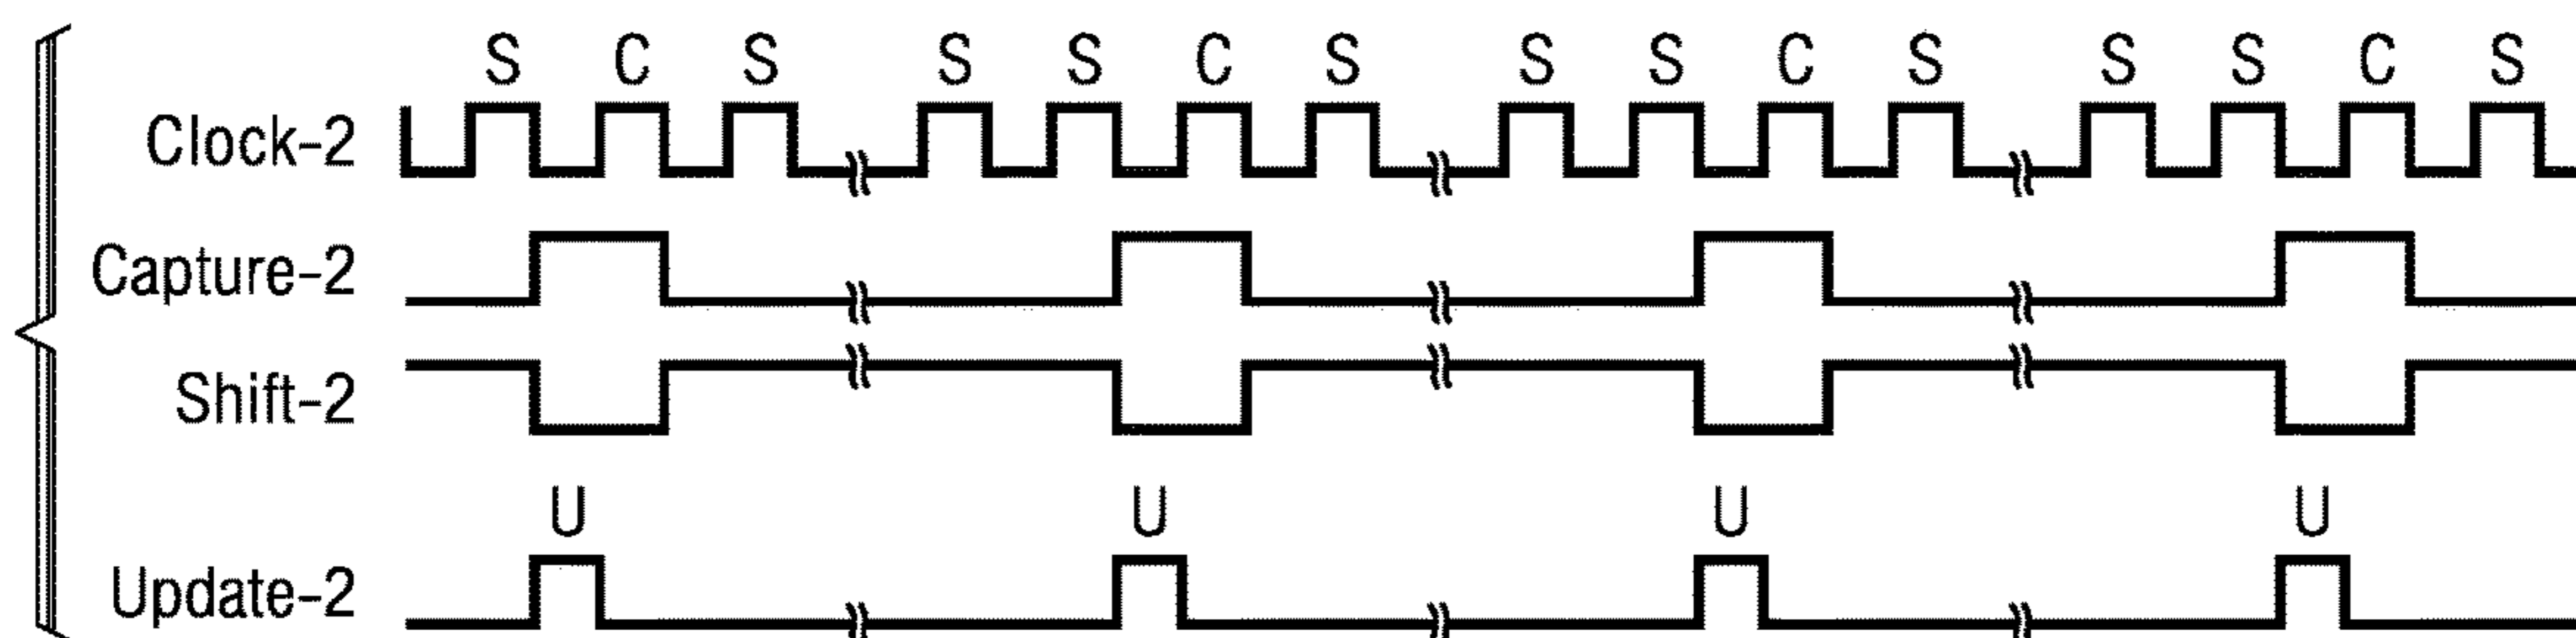 S C S S S C S S S C S S S C S
Clock-2
Capture-2
Shift-2
U U U U
Update-2